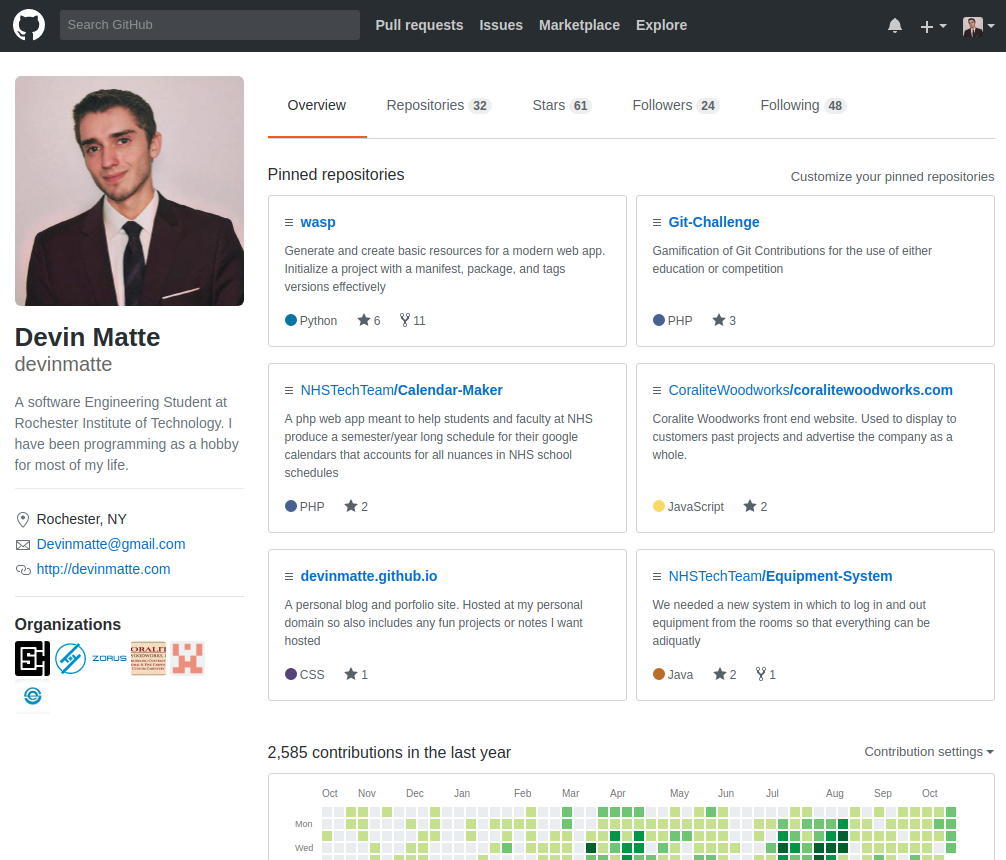 Search GitHub Pull requests Issues Marketplace Explore
Overview Repositories 32 Stars 61 Followers 24 Following 48
Devin Matte
devinmatte
A software Engineering Student at
Rochester Institute of Technology. I
have been programming as a hobby
for most of my life.
Rochester, NY
Devinmatte@gmail.com
http://devinmatte.com
Organizations
ZORUS
Pinned repositories
Customize your pinned repositories
wasp
Generate and create basic resources for a modern web app.
Initialize a project with a manifest, package, and tags
versions effectively
Python 6 11
Git-Challenge
Gamification of Git Contributions for the use of either
education or competition
PHP 3
NHSTechTeam/Calendar-Maker
A php web app meant to help students and faculty at NHS
produce a semester/year long schedule for their google
calendars that accounts for all nuances in NHS school
schedules
PHP 2
CoraliteWoodworks/coralitewoodworks.com
Coralite Woodworks front end website. Used to display to
customers past projects and advertise the company as a
whole.
JavaScript 2
devinmatte.github.io
A personal blog and porfolio site. Hosted at my personal
domain so also includes any fun projects or notes I want
hosted
CSS 1
NHSTechTeam/Equipment-System
We needed a new system in which to log in and out
equipment from the rooms so that everything can be
adiquatly
Java 2 1
2,585 contributions in the last year
Contribution settings
Oct Nov Dec Jan Feb Mar Apr May Jun Jul Aug Sep Oct
Mon
Wed